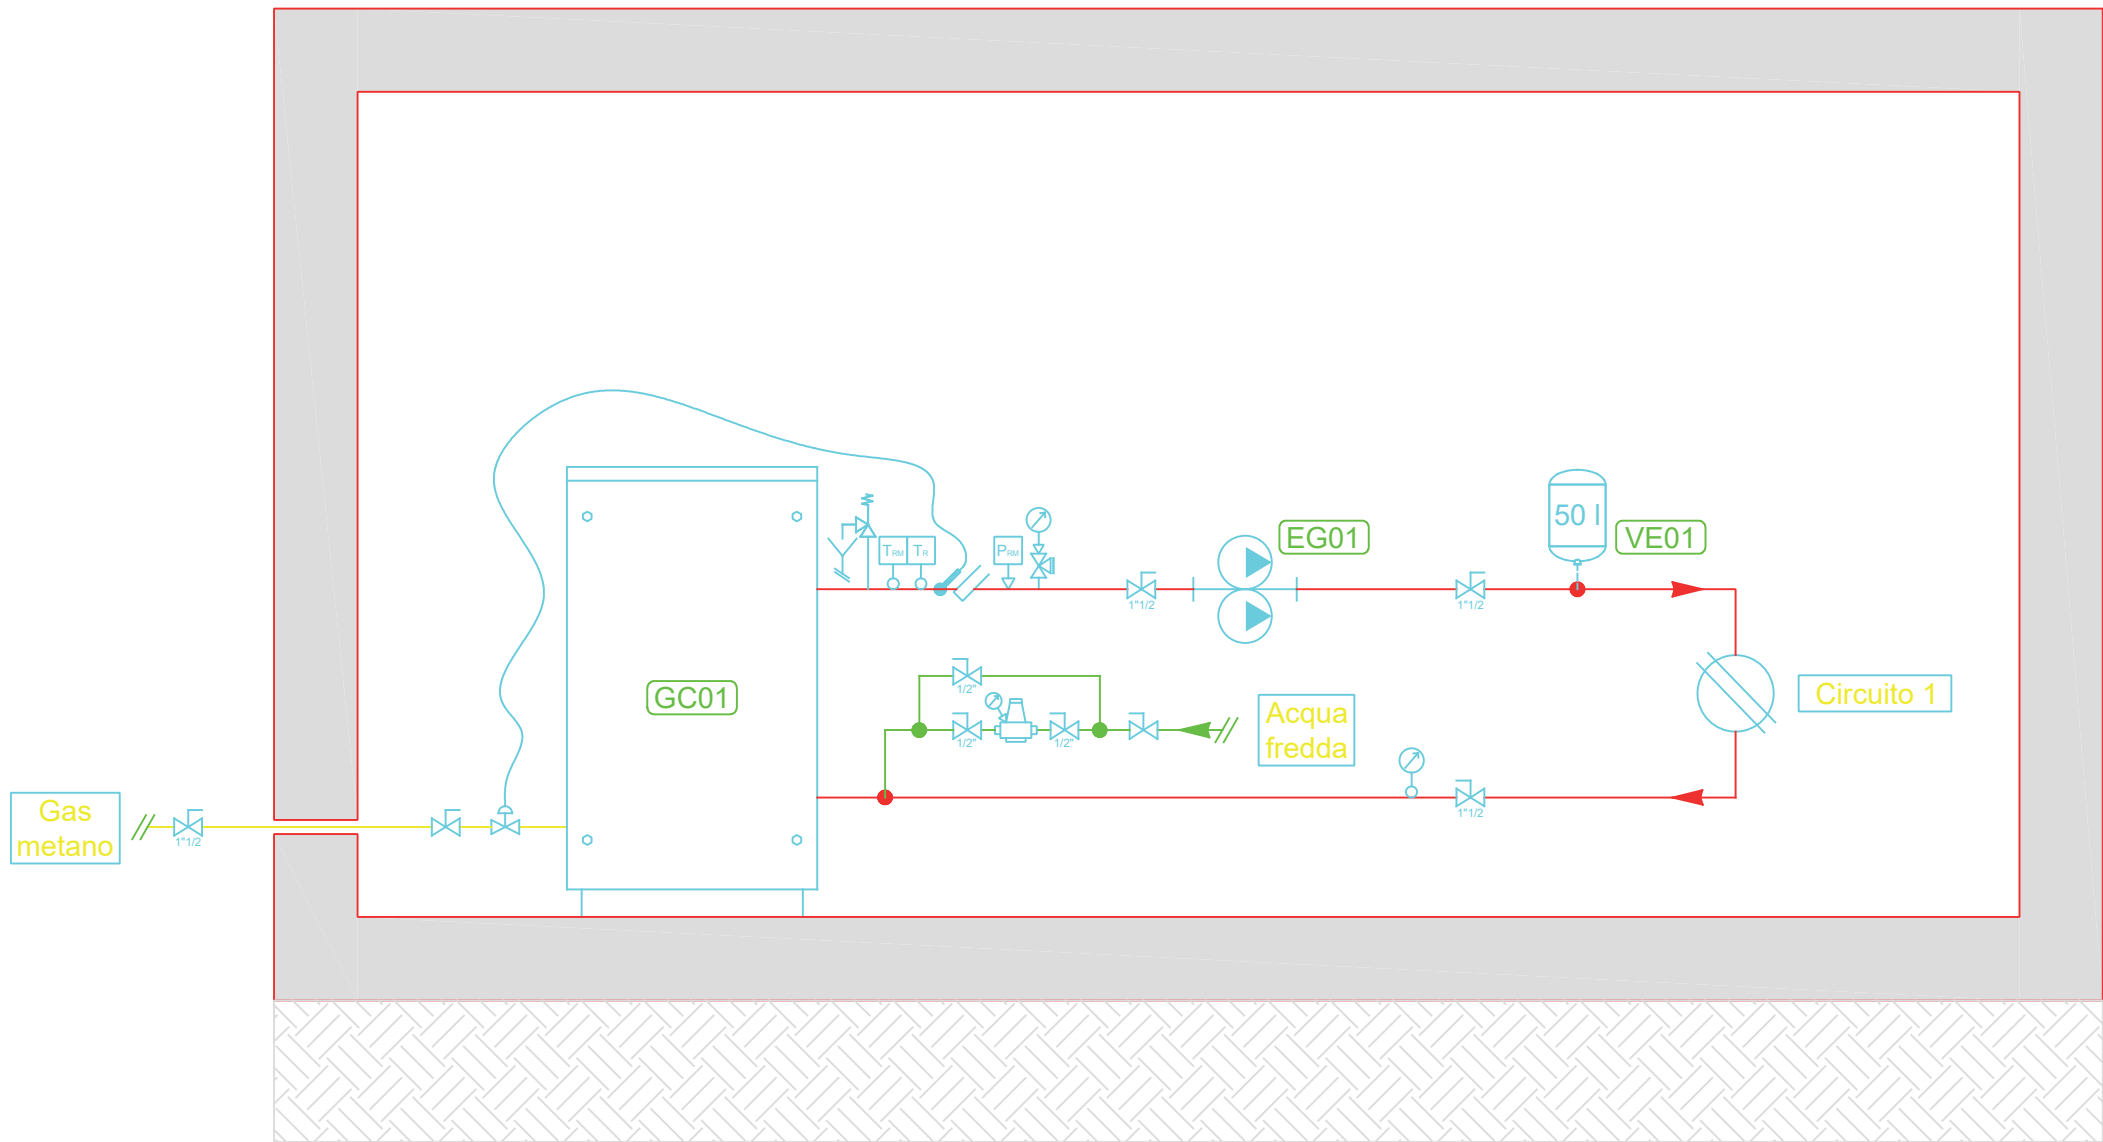 50 l
EG01
VE01
TRM
TR
PRM
1"1/2
1"1/2
GC01
1/2"
1/2"
1/2"
Acqua
fredda
Circuito 1
1"1/2
Gas
metano
1"1/2